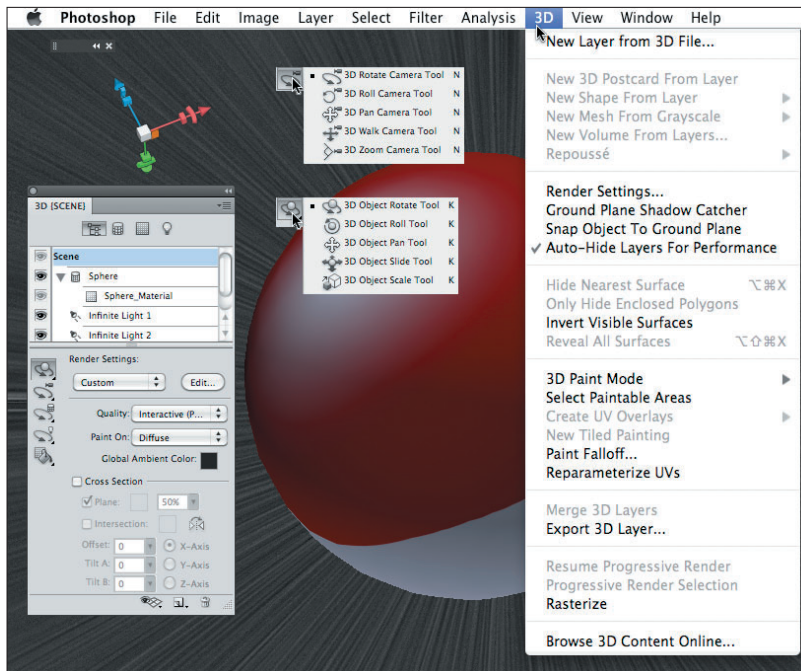 Photoshop File Edit Image Layer Select Filter Analysis 3D View Window Help
3D Rotate Camera Tool N
3D Roll Camera Tool N
3D Pan Camera Tool N
3D Walk Camera Tool N
3D Zoom Camera Tool N
3D Object Rotate Tool K
3D Object Roll Tool K
3D Object Pan Tool K
3D Object Slide Tool K
3D Object Scale Tool K
3D {SCENE}
Scene
Sphere
Sphere_Material
Infinite Light 1
Infinite Light 2
Render Settings:
Custom Edit...
Quality: Interactive (P...
Paint On: Diffuse
Global Ambient Color:
Cross Section
Plane: 50%
Intersection:
Offset: 0 X-Axis
Tilt A: 0 Y-Axis
Tilt B: 0 Z-Axis
New Layer from 3D File...
New 3D Postcard From Layer
New Shape From Layer
New Mesh From Grayscale
New Volume From Layers...
Repoussé
Render Settings...
Ground Plane Shadow Catcher
Snap Object To Ground Plane
✓ Auto-Hide Layers For Performance
Hide Nearest Surface ⌥⌘X
Only Hide Enclosed Polygons
Invert Visible Surfaces
Reveal All Surfaces ⌥⇧⌘X
3D Paint Mode
Select Paintable Areas
Create UV Overlays
New Tiled Painting
Paint Falloff...
Reparameterize UVs
Merge 3D Layers
Export 3D Layer...
Resume Progressive Render
Progressive Render Selection
Rasterize
Browse 3D Content Online...